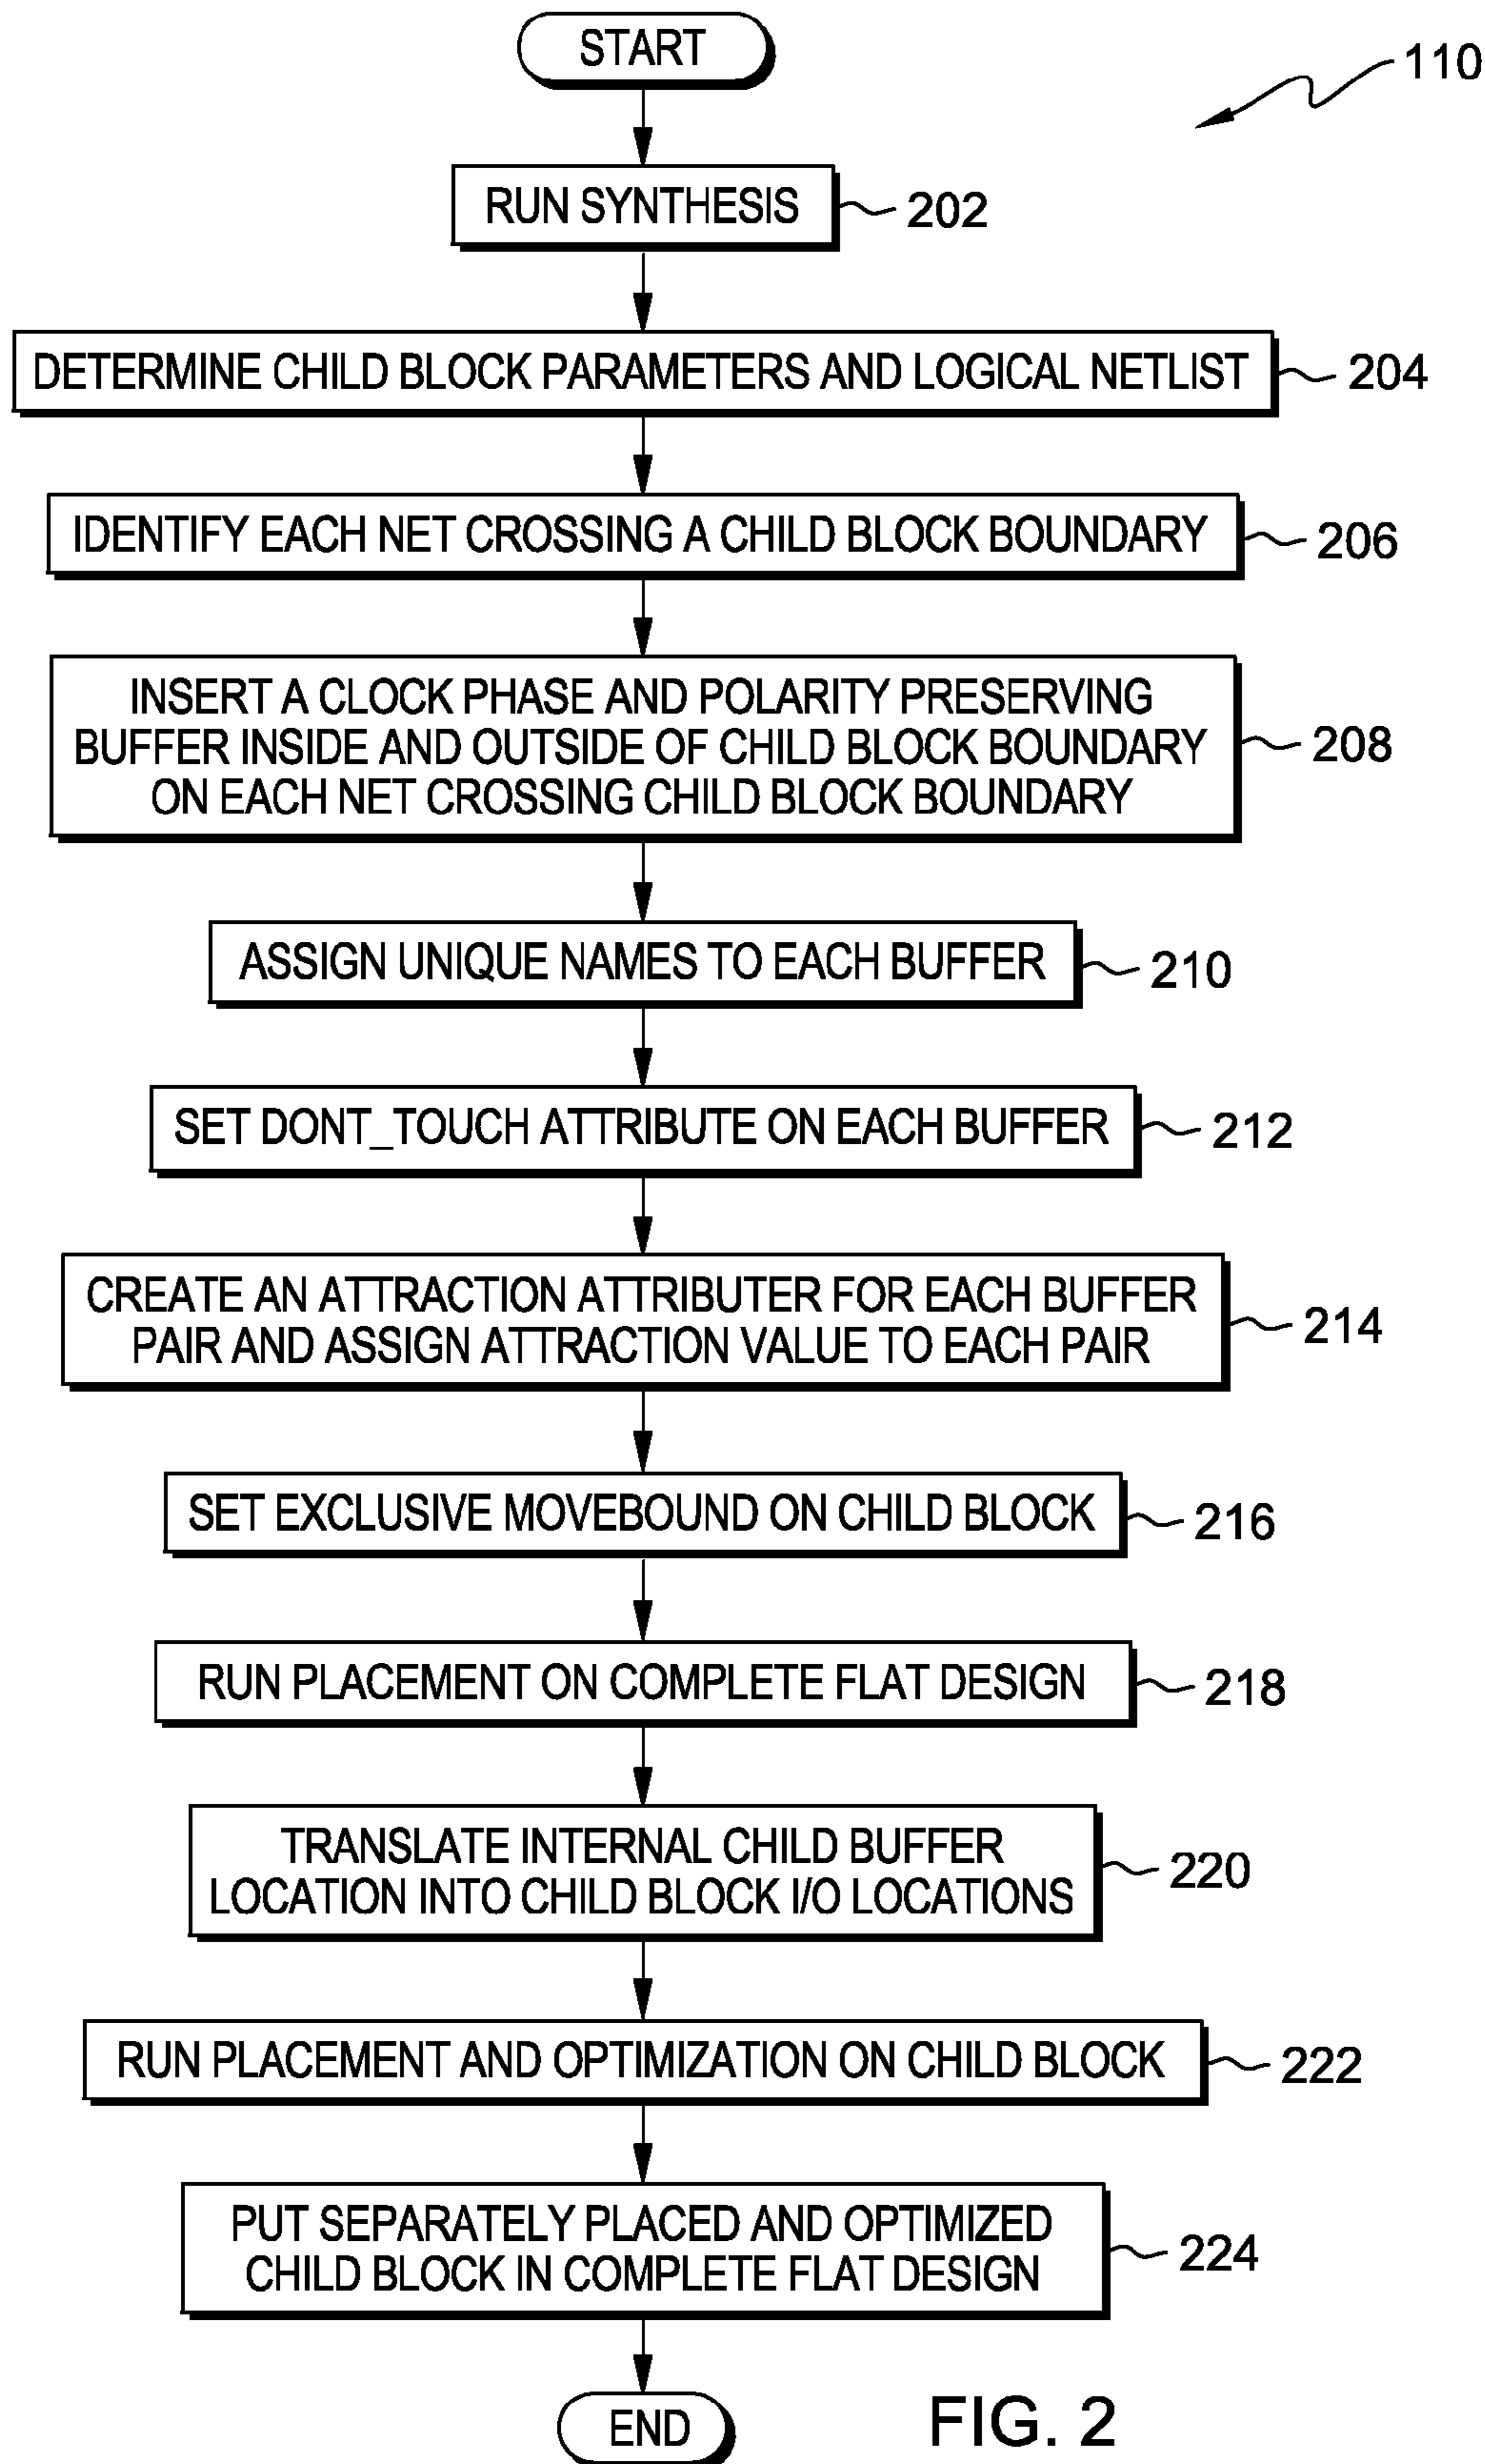 START
110
RUN SYNTHESIS
202
DETERMINE CHILD BLOCK PARAMETERS AND LOGICAL NETLIST
204
IDENTIFY EACH NET CROSSING A CHILD BLOCK BOUNDARY
206
INSERT A CLOCK PHASE AND POLARITY PRESERVING
BUFFER INSIDE AND OUTSIDE OF CHILD BLOCK BOUNDARY
ON EACH NET CROSSING CHILD BLOCK BOUNDARY
208
ASSIGN UNIQUE NAMES TO EACH BUFFER
210
SET DONT_TOUCH ATTRIBUTE ON EACH BUFFER
212
CREATE AN ATTRACTION ATTRIBUTER FOR EACH BUFFER
PAIR AND ASSIGN ATTRACTION VALUE TO EACH PAIR
214
SET EXCLUSIVE MOVEBOUND ON CHILD BLOCK
216
RUN PLACEMENT ON COMPLETE FLAT DESIGN
218
TRANSLATE INTERNAL CHILD BUFFER
LOCATION INTO CHILD BLOCK I/O LOCATIONS
220
RUN PLACEMENT AND OPTIMIZATION ON CHILD BLOCK
222
PUT SEPARATELY PLACED AND OPTIMIZED
CHILD BLOCK IN COMPLETE FLAT DESIGN
224
END
FIG. 2